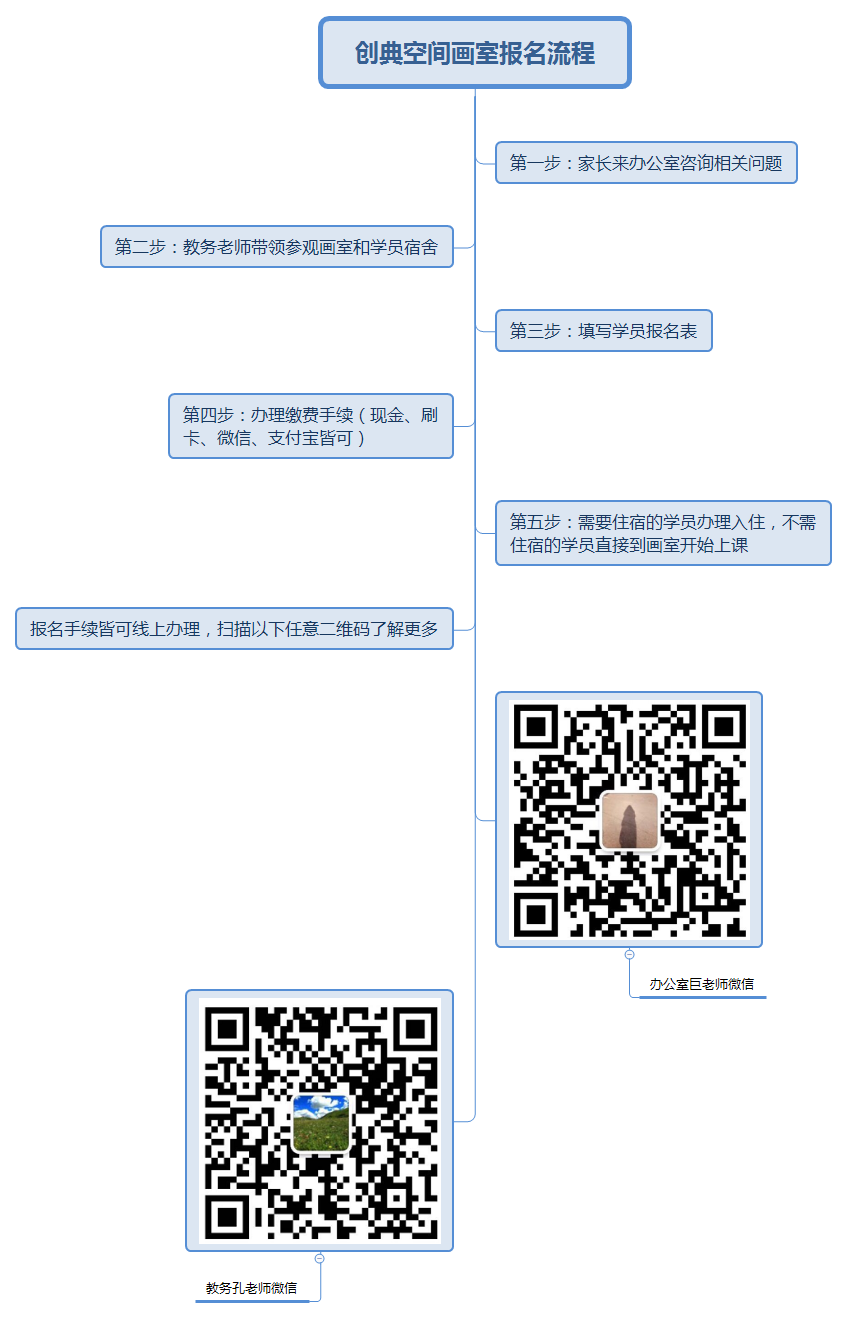 创典空间画室报名流程
第一步：家长来办公室咨询相关问题
第二步：教务老师带领参观画室和学员宿舍
第三步：填写学员报名表
第四步：办理缴费手续（现金、刷
卡、微信、支付宝皆可）
第五步：需要住宿的学员办理入住，不需
住宿的学员直接到画室开始上课
报名手续皆可线上办理，扫描以下任意二维码了解更多
办公室巨老师微信
教务孔老师微信